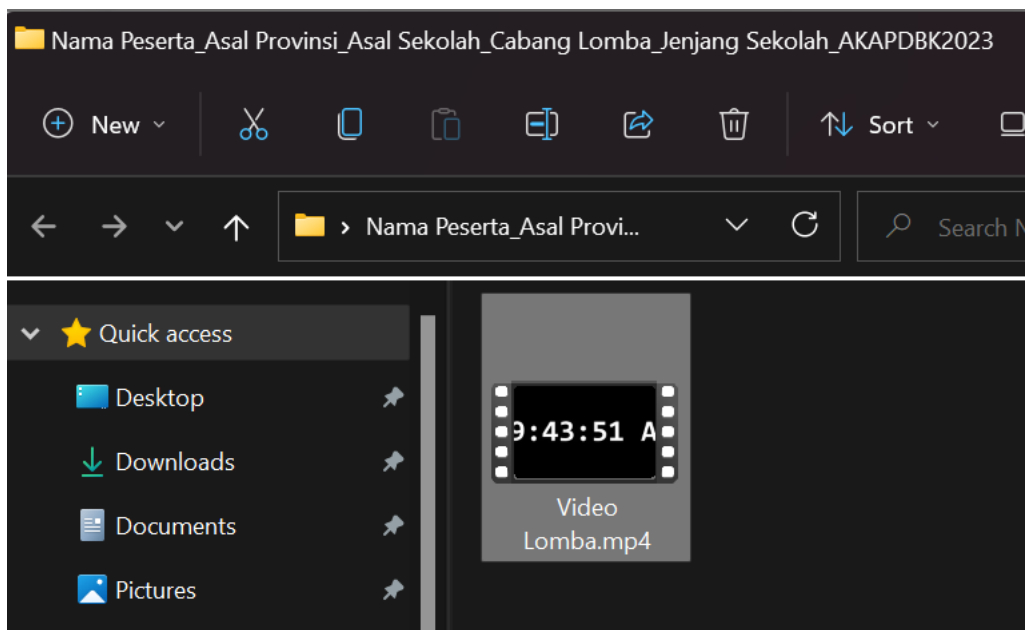 Nama Peserta_Asal Provinsi_Asal Sekolah_Cabang Lomba_Jenjang Sekolah_AKAPDBK2023
New Sort
Nama Peserta_Asal Provi... Search N
Quick access
Desktop
Downloads
Documents
Pictures
9:43:51 A
Video
Lomba.mp4